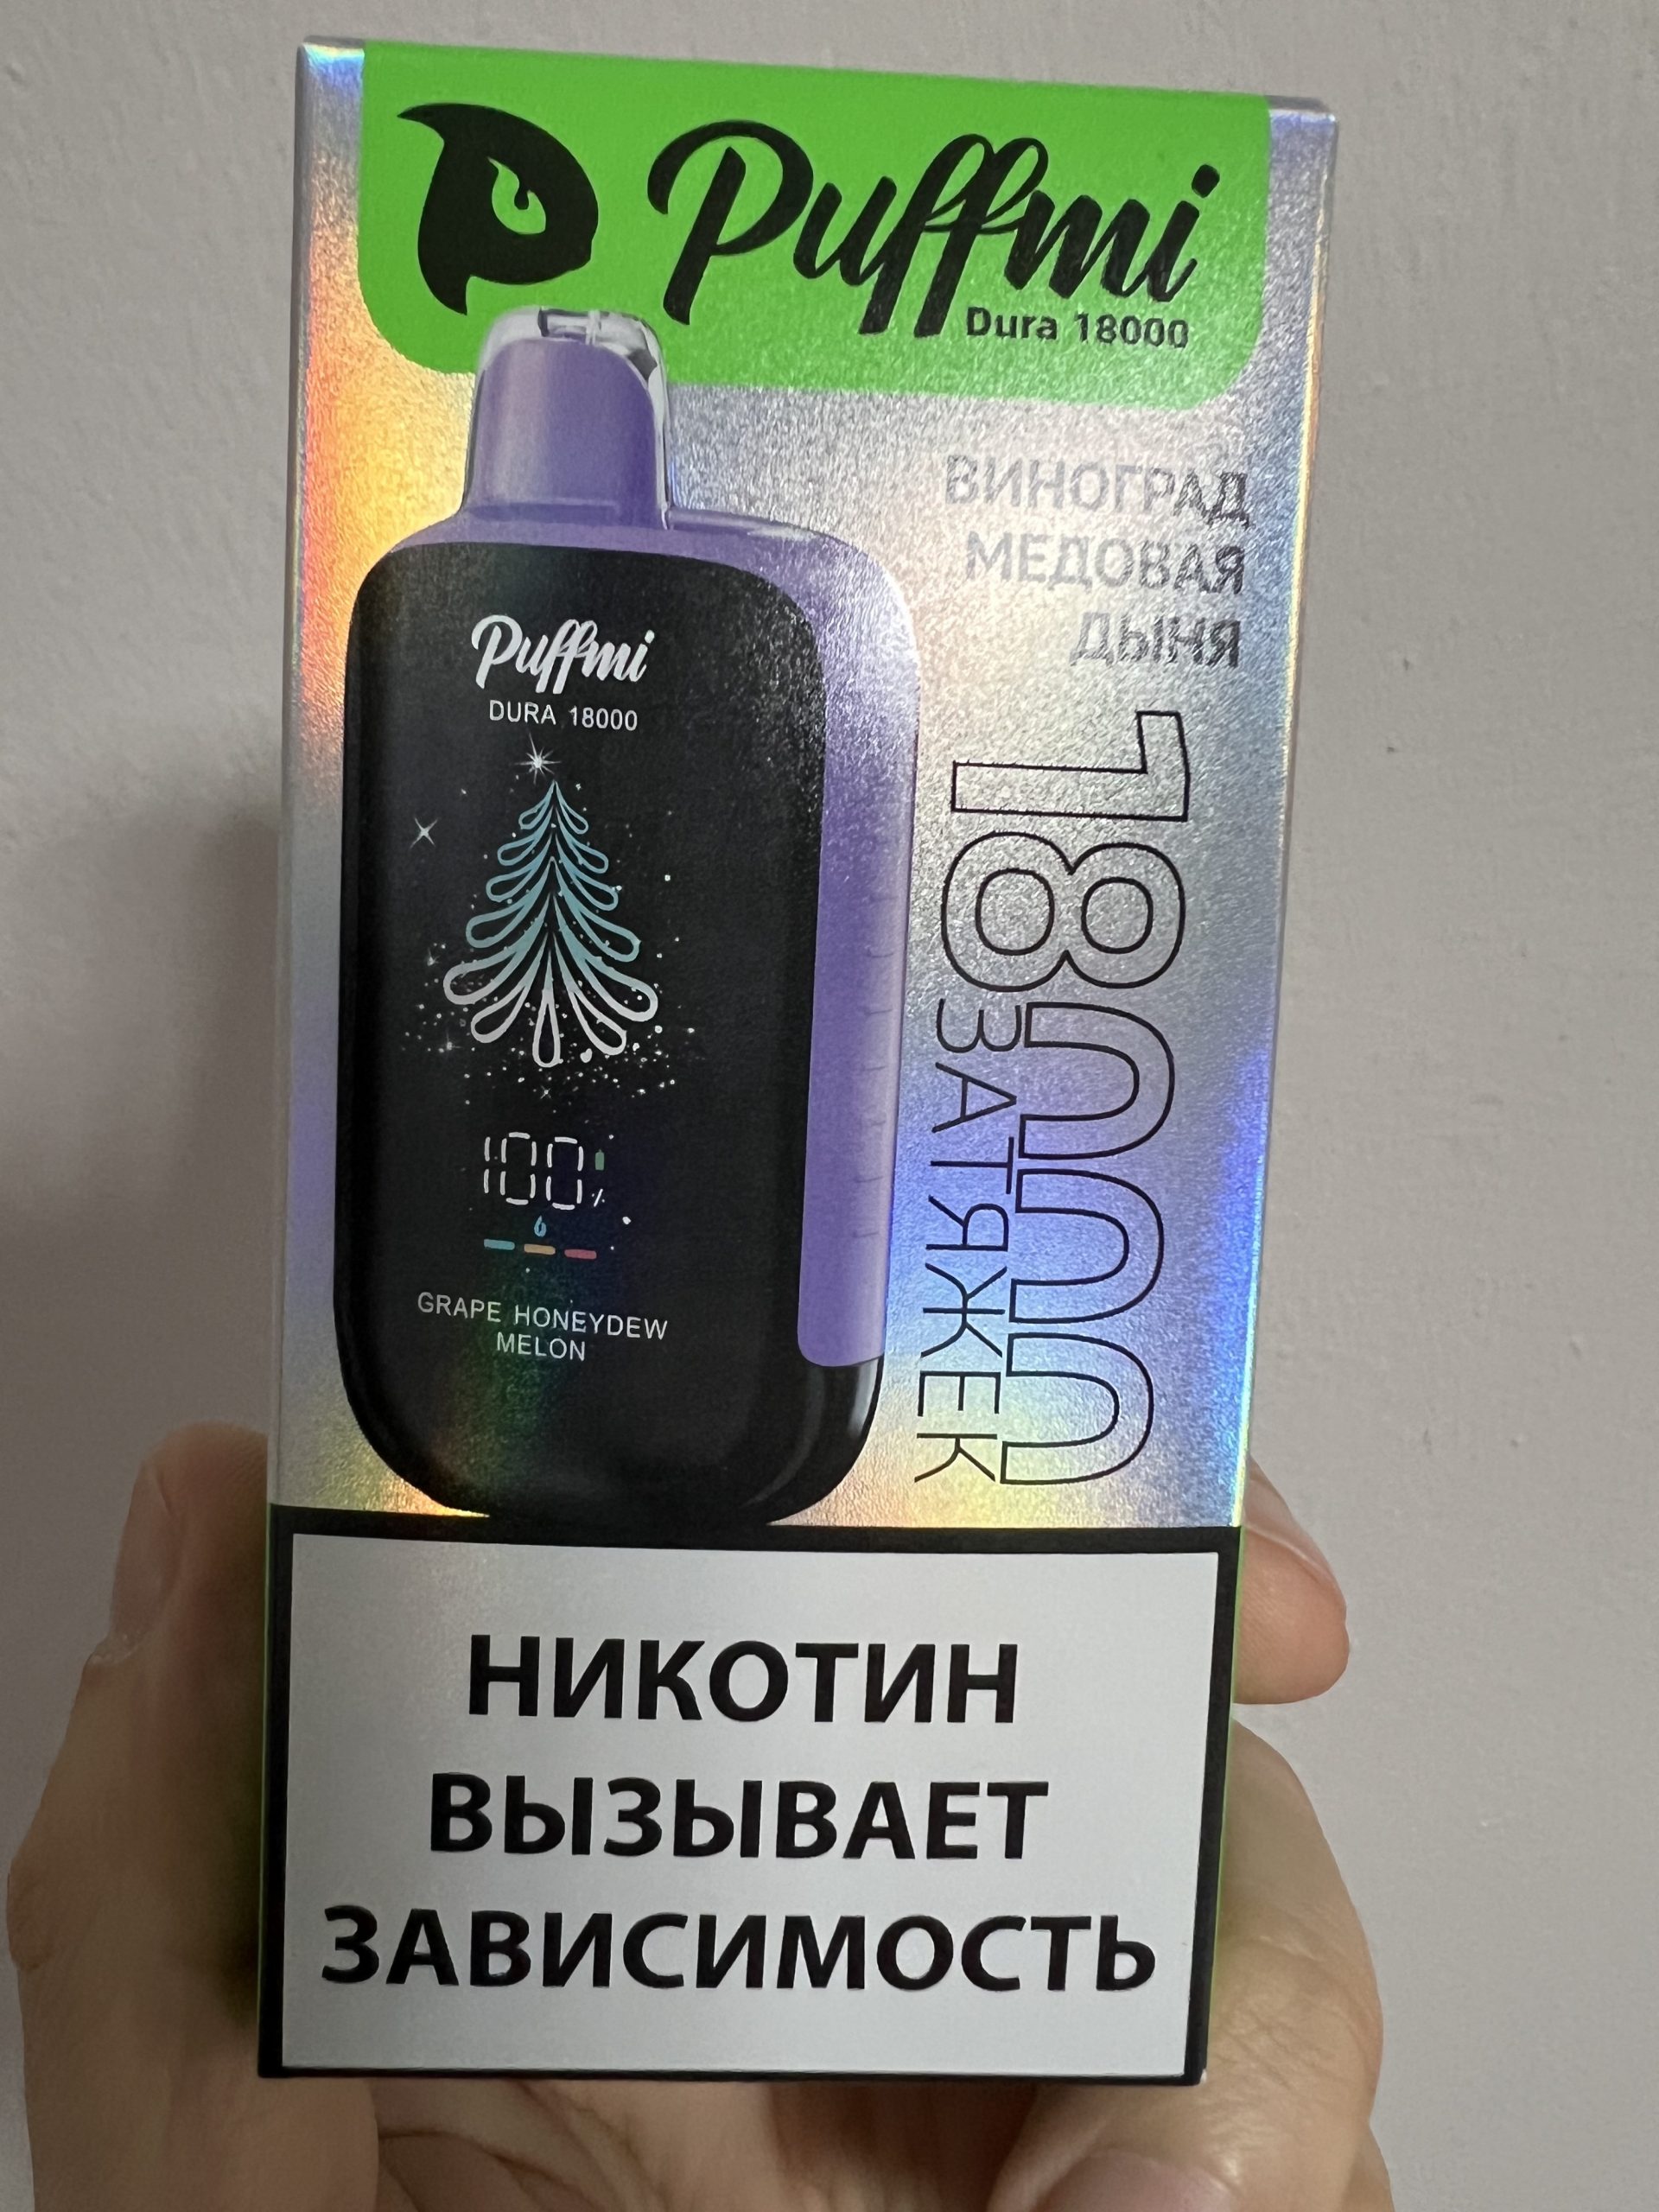 Puffmi
Dura 18000
ВИНОГРАД
МЕДОВАЯ
ДЫНЯ
18000
ЗАТЯЖЕК
Puffmi
DURA 18000
100%
GRAPE HONEYDEW
MELON
НИКОТИН
ВЫЗЫВАЕТ
ЗАВИСИМОСТЬ